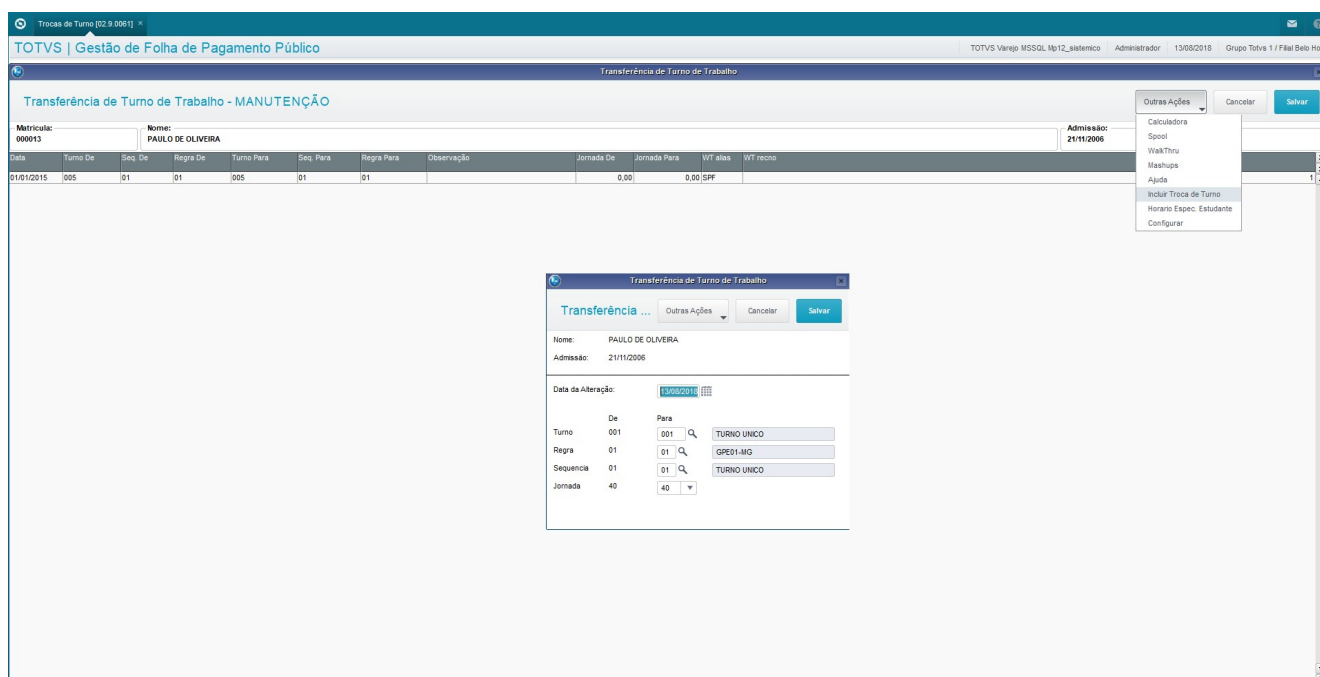 Trocas de Turno [02.9.0061] ×
TOTVS | Gestão de Folha de Pagamento Público
TOTVS Varejo MSSQL Mp12_sistemico Administrador 13/08/2018 Grupo Totvs 1 / Filial Belo Ho
Transferência de Turno de Trabalho
Transferência de Turno de Trabalho - MANUTENÇÃO
Outras Ações Cancelar Salvar
Calculadora
Spool
WalkThru
Mashups
Ajuda
Incluir Troca de Turno
Horario Espec. Estudante
Configurar
Matricula: Nome: Admissão:
000013 PAULO DE OLIVEIRA 21/11/2006
Data Turno De Seq. De Regra De Turno Para Seq. Para Regra Para Observação Jornada De Jornada Para WT alias WT recno
01/01/2015 005 01 01 005 01 01 0,00 0,00 SPF 1
Transferência de Turno de Trabalho
Transferência ... Outras Ações Cancelar Salvar
Nome: PAULO DE OLIVEIRA
Admissão: 21/11/2006
Data da Alteração: 13/08/2018
De Para
Turno 001 001 TURNO UNICO
Regra 01 01 GPE01-MG
Sequencia 01 01 TURNO UNICO
Jornada 40 40